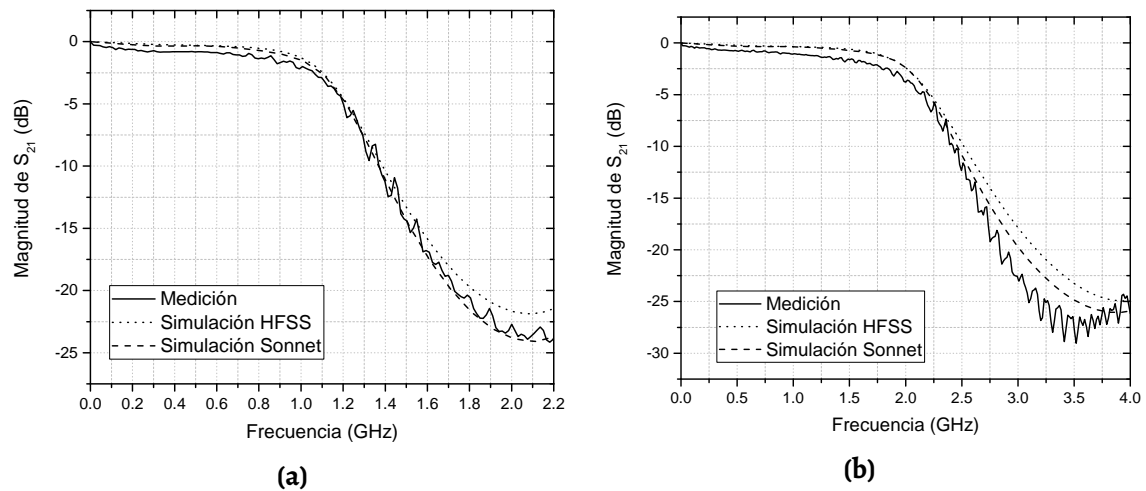 0
-5
-10
-15
-20
-25
Magnitud de S21 (dB)
Medición
Simulación HFSS
Simulación Sonnet
0.0 0.2 0.4 0.6 0.8 1.0 1.2 1.4 1.6 1.8 2.0 2.2
Frecuencia (GHz)
(a)
0
-5
-10
-15
-20
-25
-30
Magnitud de S21 (dB)
Medición
Simulación HFSS
Simulación Sonnet
0.0 0.5 1.0 1.5 2.0 2.5 3.0 3.5 4.0
Frecuencia (GHz)
(b)